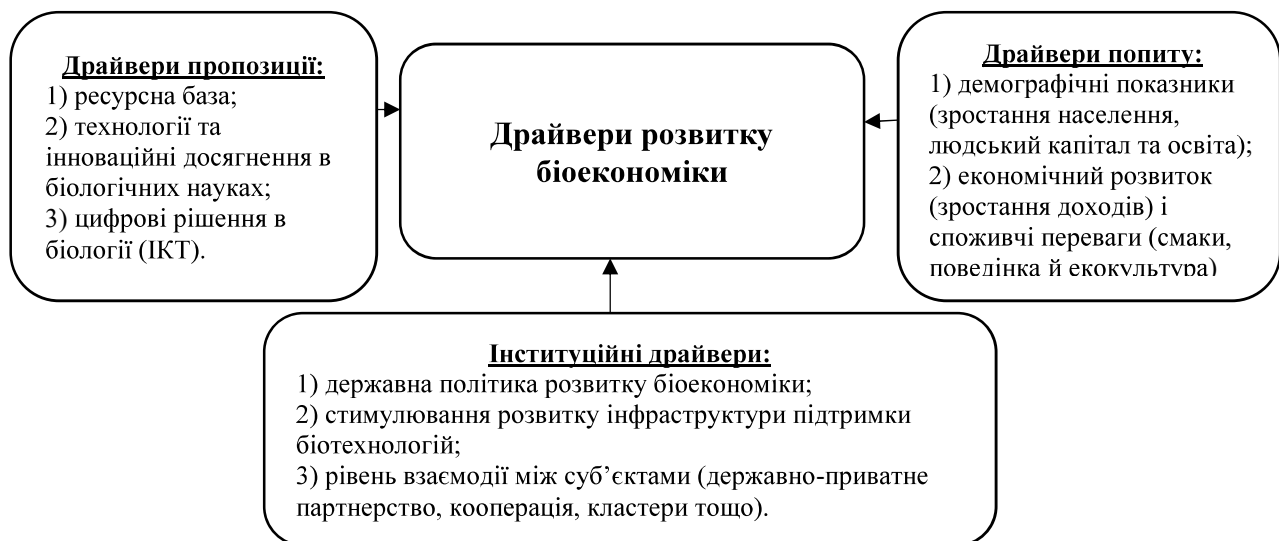 Драйвери пропозиції:
1) ресурсна база;
2) технології та
інноваційні досягнення в
біологічних науках;
3) цифрові рішення в
біології (ІКТ).
Драйвери розвитку
біоекономіки
Драйвери попиту:
1) демографічні показники
(зростання населення,
людський капітал та освіта);
2) економічний розвиток
(зростання доходів) і
споживчі переваги (смаки,
поведінка й екокультура)
Інституційні драйвери:
1) державна політика розвитку біоекономіки;
2) стимулювання розвитку інфраструктури підтримки
біотехнологій;
3) рівень взаємодії між суб’єктами (державно-приватне
партнерство, кооперація, кластери тощо).